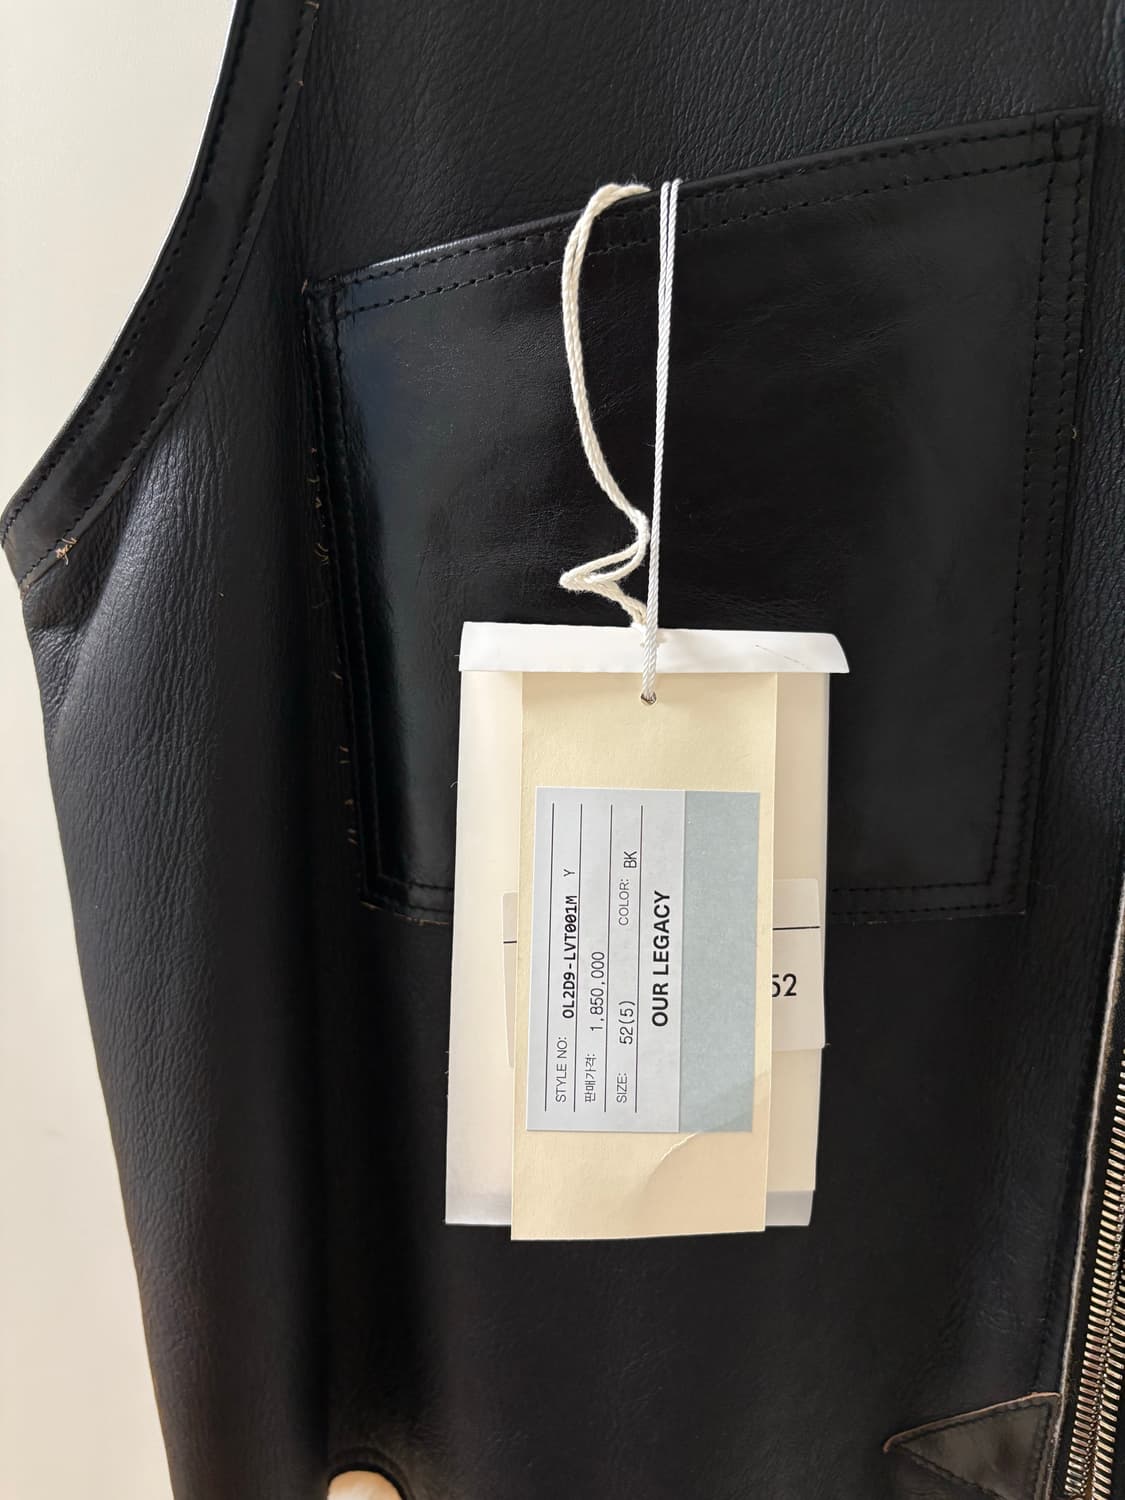 STYLE NO: OL2D9-LVT001M Y
판매가격: 1,850,000
SIZE: 52(5) COLOR: BK
OUR LEGACY
52